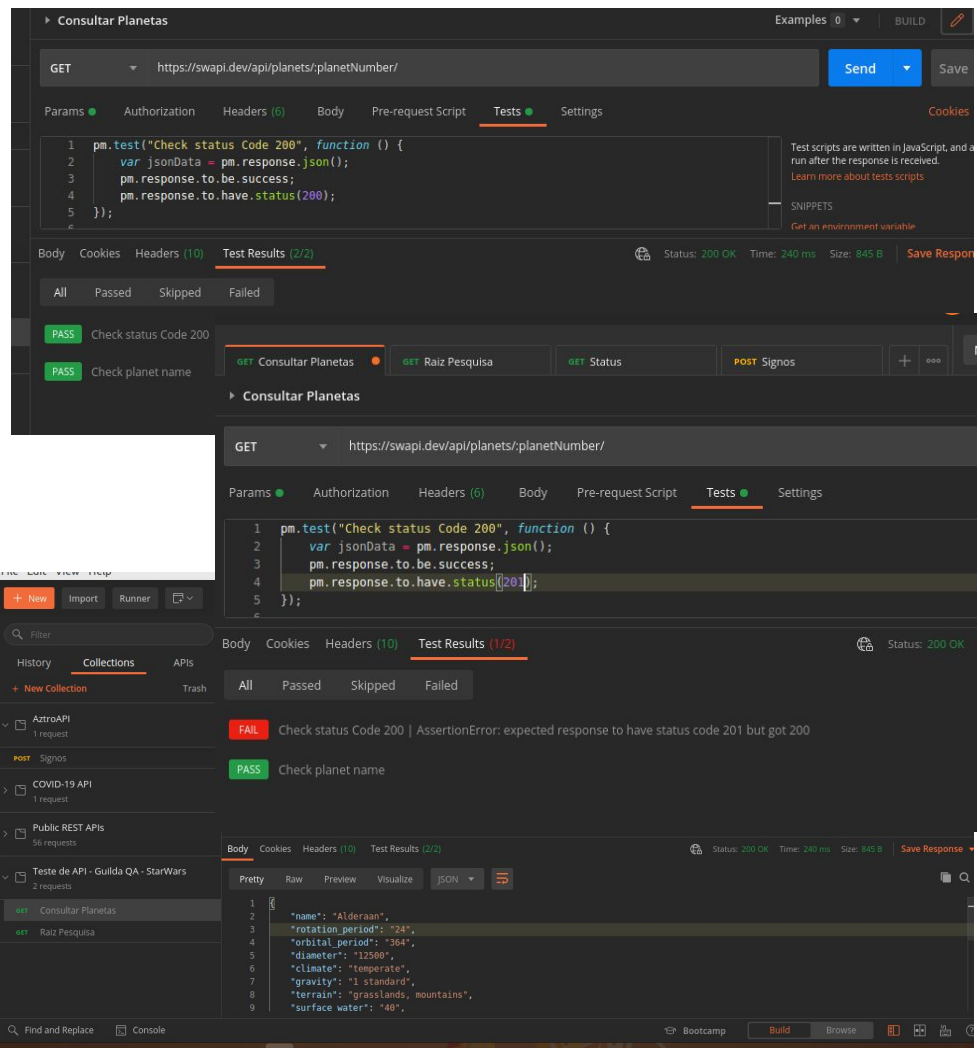 Consultar Planetas
Examples 0 BUILD
GET https://swapi.dev/api/planets/:planetNumber/ Send Save
Params Authorization Headers (6) Body Pre-request Script Tests Settings Cookies
1 pm.test("Check status Code 200", function () {
2 var jsonData = pm.response.json();
3 pm.response.to.be.success;
4 pm.response.to.have.status(200);
5 });
6
Test scripts are written in JavaScript, and a
run after the response is received.
Learn more about tests scripts
SNIPPETS
Get an environment variable
Body Cookies Headers (10) Test Results (2/2) Status: 200 OK Time: 240 ms Size: 845 B Save Respon
All Passed Skipped Failed
PASS Check status Code 200
PASS Check planet name
GET Consultar Planetas GET Raiz Pesquisa GET Status POST Signos
Consultar Planetas
GET https://swapi.dev/api/planets/:planetNumber/
Params Authorization Headers (6) Body Pre-request Script Tests Settings
1 pm.test("Check status Code 200", function () {
2 var jsonData = pm.response.json();
3 pm.response.to.be.success;
4 pm.response.to.have.status(201);
5 });
6
Body Cookies Headers (10) Test Results (1/2) Status: 200 OK
All Passed Skipped Failed
FAIL Check status Code 200 | AssertionError: expected response to have status code 201 but got 200
PASS Check planet name
File Edit View Help
+ New Import Runner
Filter
History Collections APIs
+ New Collection Trash
AztroAPI
1 request
POST Signos
COVID-19 API
1 request
Public REST APIs
56 requests
Teste de API - Guilda QA - StarWars
2 requests
GET Consultar Planetas
GET Raiz Pesquisa
Body Cookies Headers (10) Test Results (2/2) Status: 200 OK Time: 240 ms Size: 845 B Save Response
Pretty Raw Preview Visualize JSON
1 {
2 "name": "Alderaan",
3 "rotation_period": "24",
4 "orbital_period": "364",
5 "diameter": "12500",
6 "climate": "temperate",
7 "gravity": "1 standard",
8 "terrain": "grasslands, mountains",
9 "surface_water": "40",
Find and Replace Console Bootcamp Build Browse